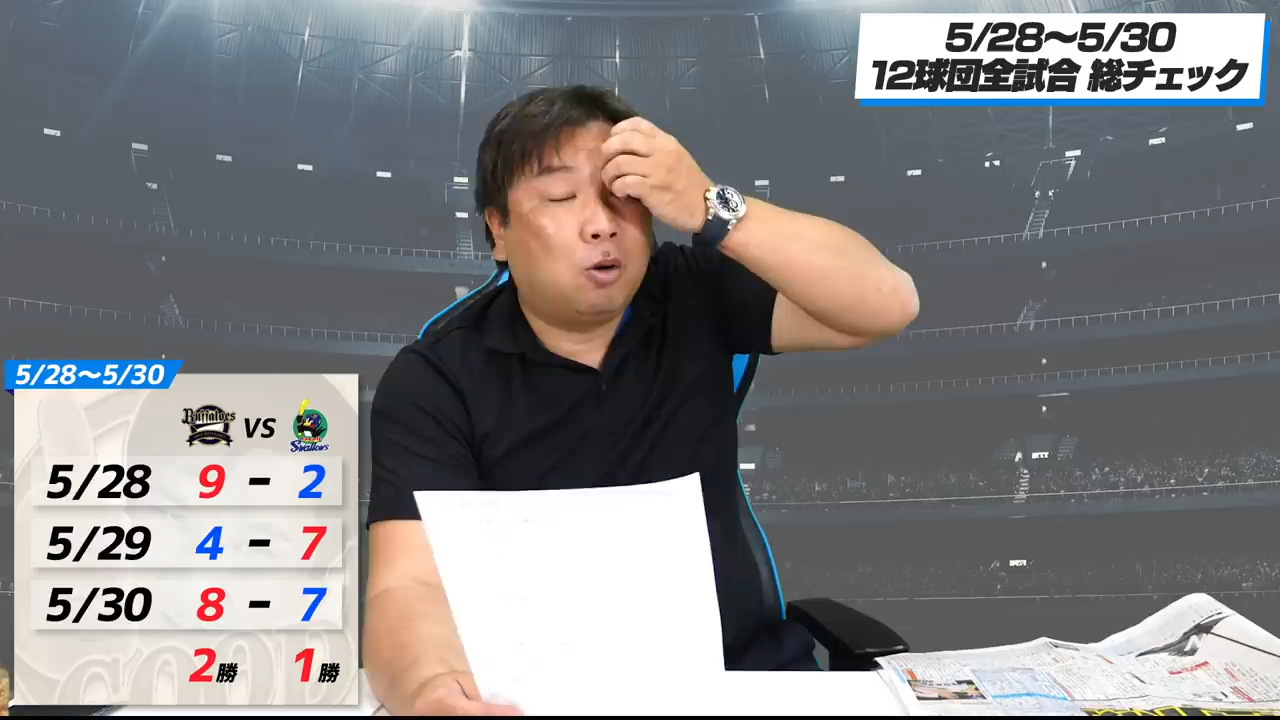 5/28～5/30
12球団全試合 総チェック
5/28～5/30
Buffaloes VS Swallows
5/28 9 - 2
5/29 4 - 7
5/30 8 - 7
2勝 1勝